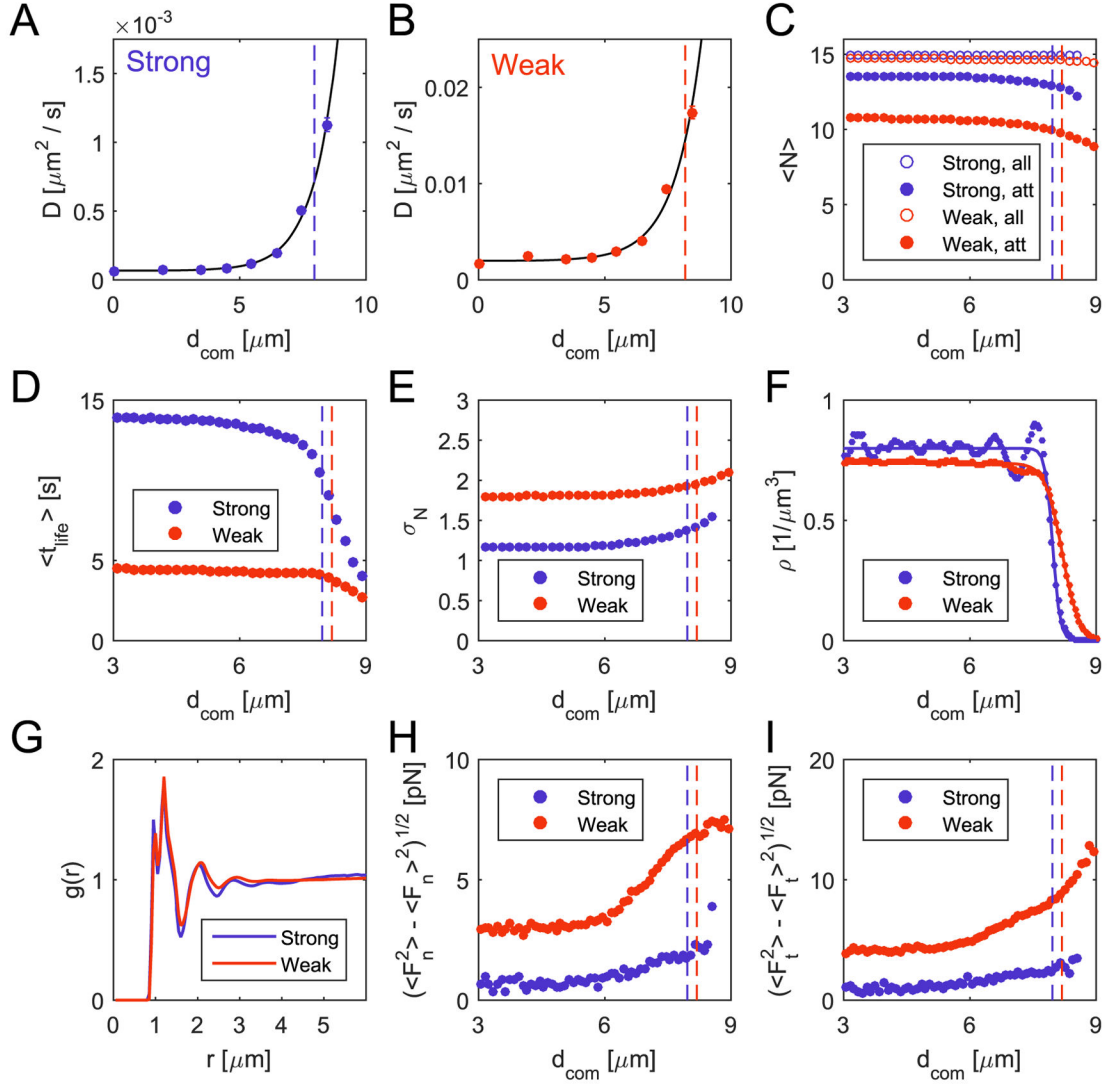 A
×10⁻³
Strong
D [μm² / s]
1.5
1
0.5
0
0
5
10
d_com [μm]
B
Weak
D [μm² / s]
0.02
0.01
0
0
5
10
d_com [μm]
C
<N>
15
10
5
0
Strong, all
Strong, att
Weak, all
Weak, att
3
6
9
d_com [μm]
D
<t_life> [s]
15
5
0
Strong
Weak
3
6
9
d_com [μm]
E
σ_N
3
2.5
2
1.5
1
0.5
0
Strong
Weak
3
6
9
d_com [μm]
F
ρ [1/μm³]
1
0.5
0
Strong
Weak
3
6
9
d_com [μm]
G
g(r)
2
1
0
Strong
Weak
0
1
2
3
4
5
r [μm]
H
(<F_n²> - <F_n>²)^1/2 [pN]
10
5
0
Strong
Weak
3
6
9
d_com [μm]
I
(<F_t²> - <F_t>²)^1/2 [pN]
20
10
0
Strong
Weak
3
6
9
d_com [μm]